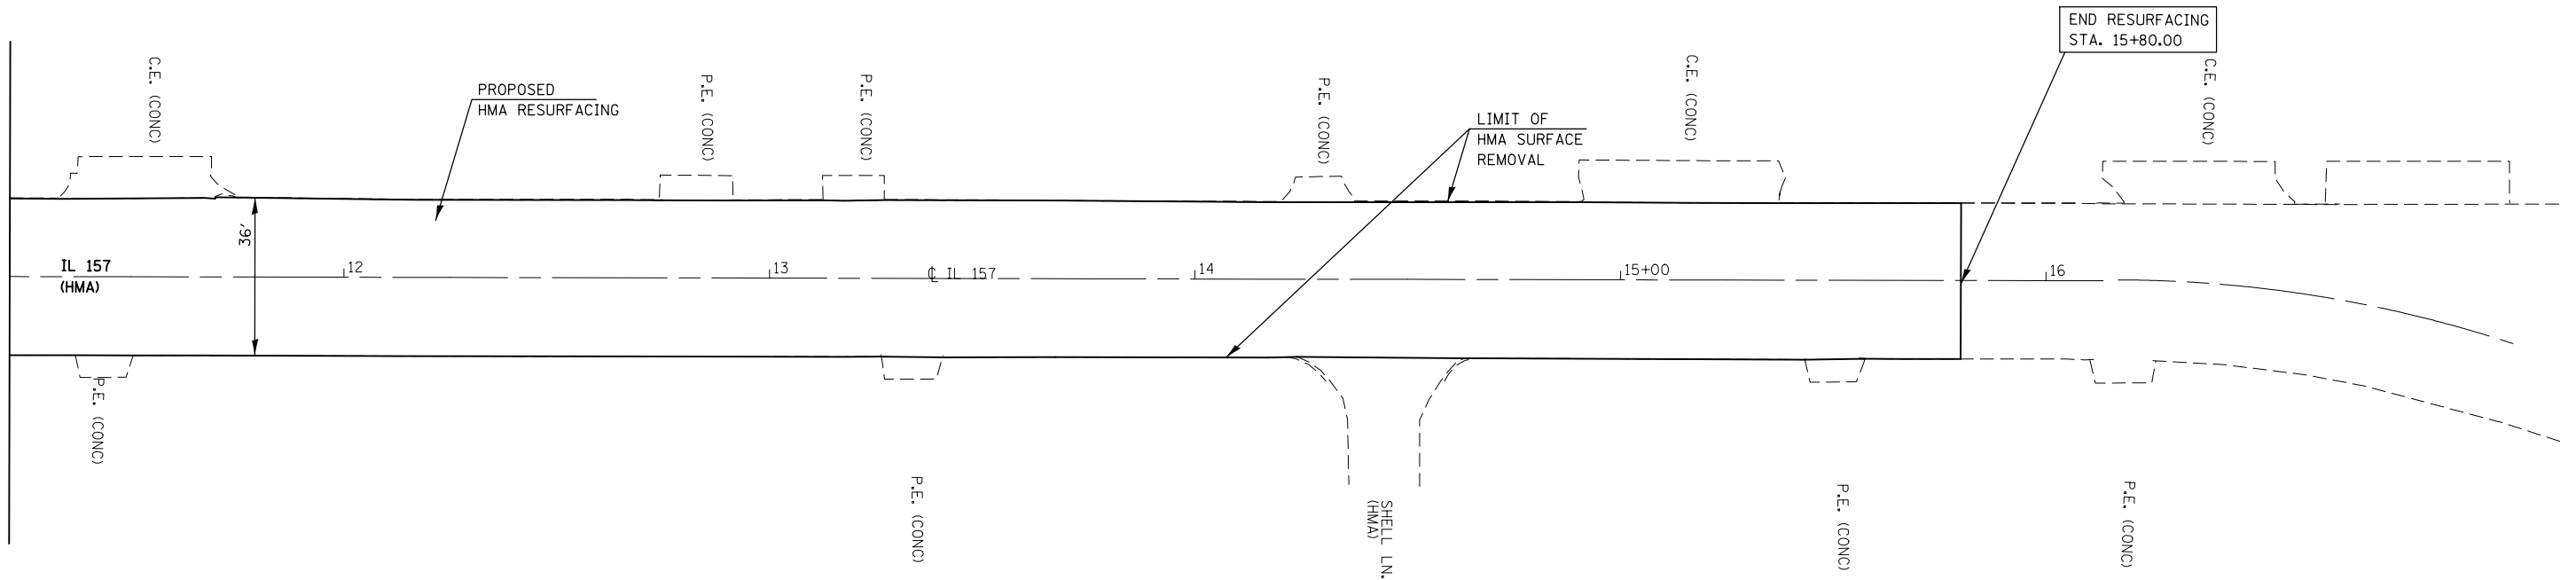 END RESURFACING
STA. 15+80.00
C.E. (CONC)
PROPOSED
HMA RESURFACING
P.E. (CONC)
P.E. (CONC)
P.E. (CONC)
LIMIT OF
HMA SURFACE
REMOVAL
C.E. (CONC)
C.E. (CONC)
36'
IL 157
(HMA)
12
13
℄ IL 157
14
15+00
16
P.E. (CONC)
P.E. (CONC)
SHELL LN.
(HMA)
P.E. (CONC)
P.E. (CONC)